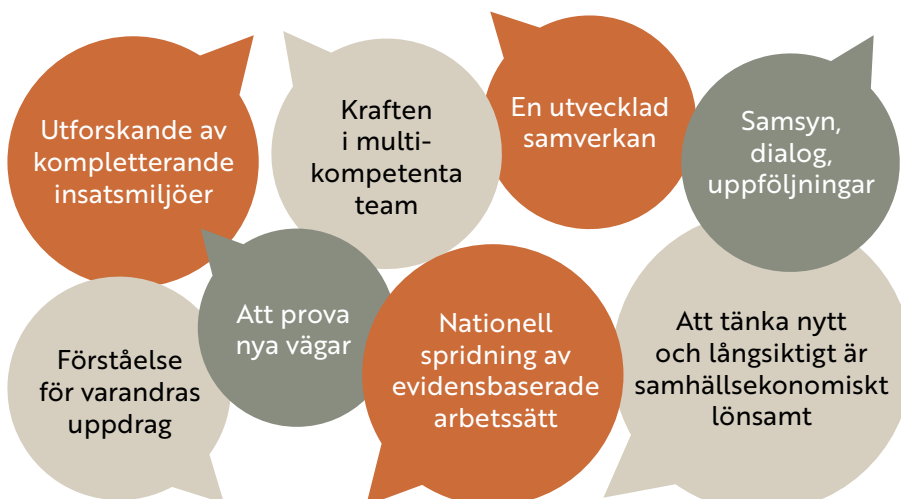 Utforskande av
kompletterande
insatsmiljöer
Kraften
i multi-
kompetenta
team
En utvecklad
samverkan
Samsyn,
dialog,
uppföljningar
Förståelse
för varandras
uppdrag
Att prova
nya vägar
Nationell
spridning av
evidensbaserade
arbetssätt
Att tänka nytt
och långsiktigt är
samhällsekonomiskt
lönsamt